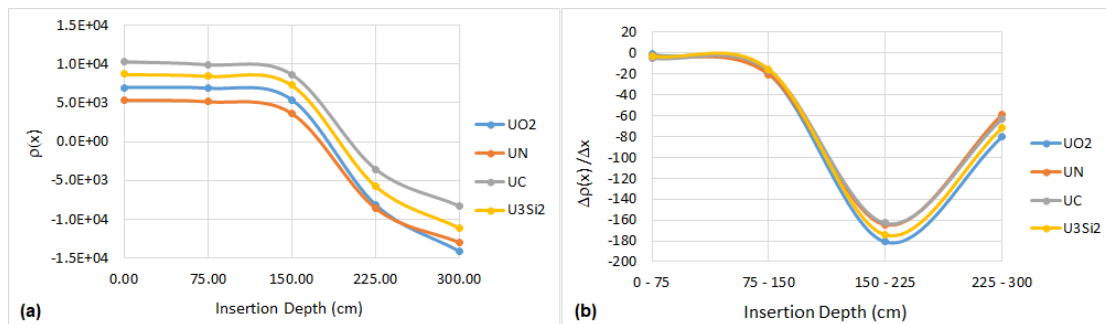 1.5E+04
1.0E+04
5.0E+03
0.0E+00
-5.0E+03
-1.0E+04
-1.5E+04
ρ(x)
0.00 75.00 150.00 225.00 300.00
Insertion Depth (cm)
(a)
UO2
UN
UC
U3Si2
20
0
-20
-40
-60
-80
-100
-120
-140
-160
-180
-200
Δρ(x)/Δx
0 - 75 75 - 150 150 - 225 225 - 300
Insertion Depth (cm)
(b)
UO2
UN
UC
U3Si2